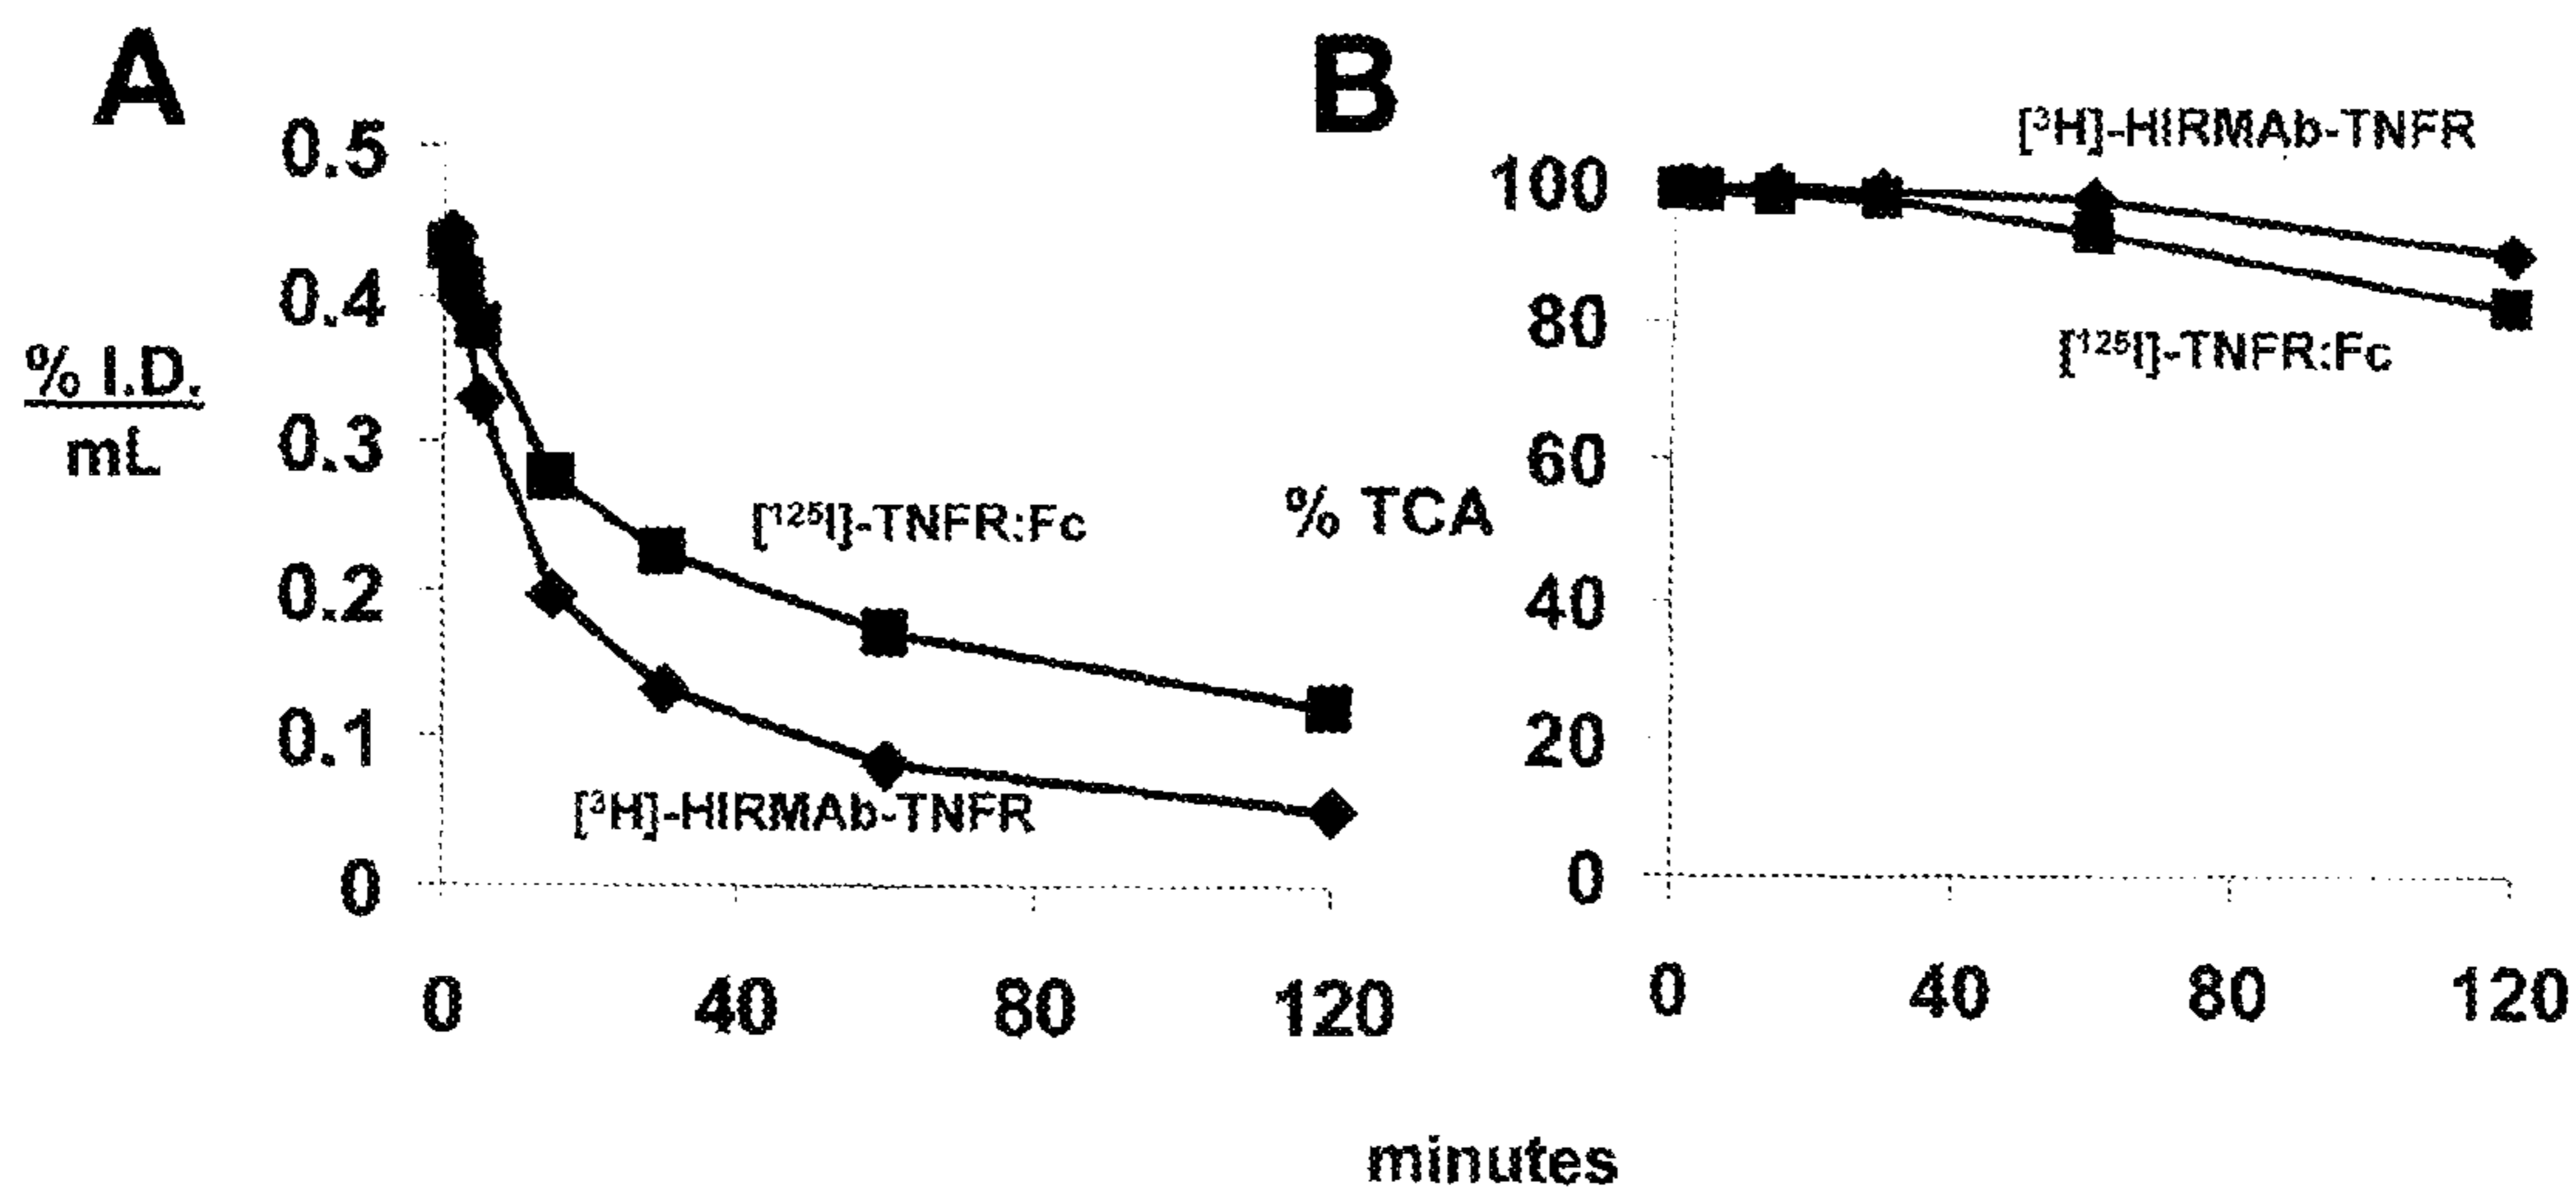 A
0.5
0.4
0.3
0.2
0.1
0
% I.D.
mL
[¹²⁵I]-TNFR:Fc
[³H]-HIRMAb-TNFR
0 40 80 120
B
100
80
60
40
20
0
% TCA
[³H]-HIRMAb-TNFR
[¹²⁵I]-TNFR:Fc
0 40 80 120
minutes